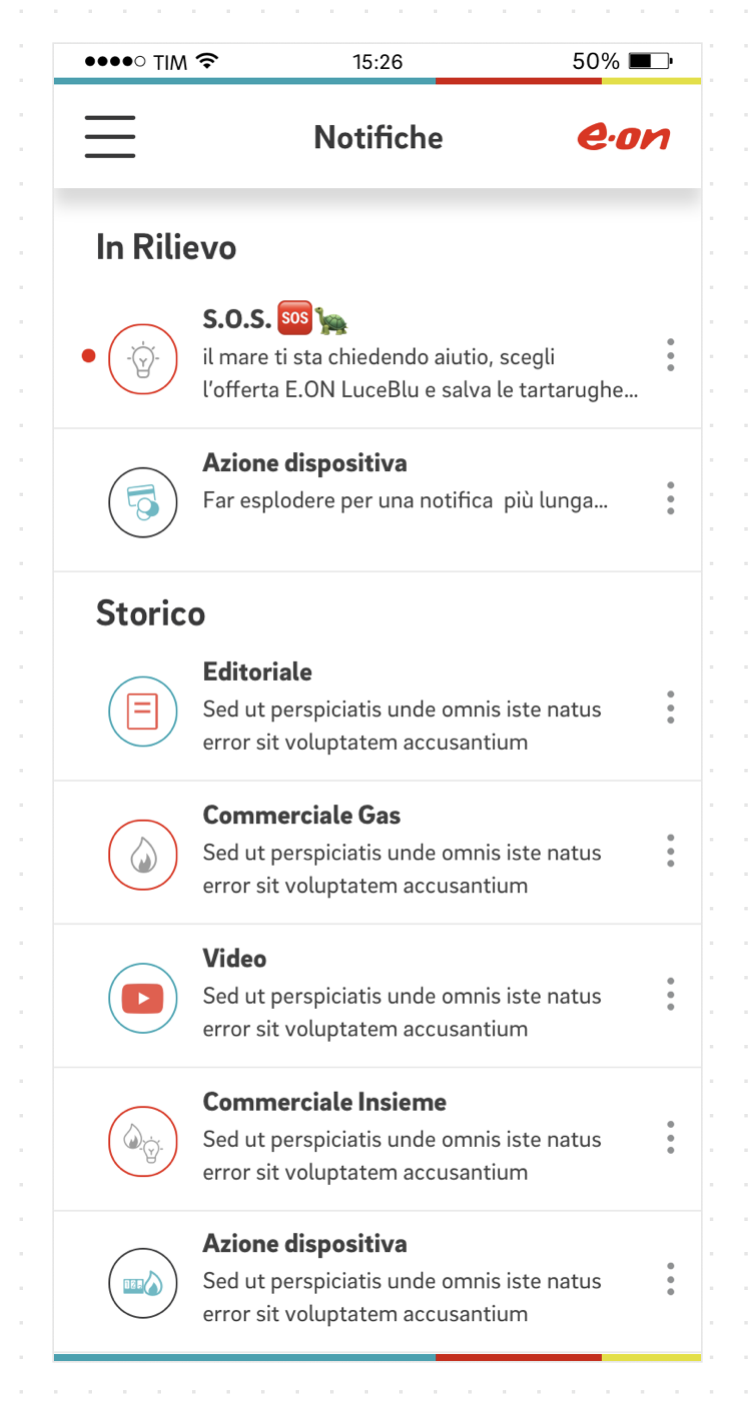 TIM 15:26 50%
Notifiche e·on
In Rilievo
S.O.S. 🆘🐢
il mare ti sta chiedendo aiutio, scegli
l'offerta E.ON LuceBlu e salva le tartarughe...
Azione dispositiva
Far esplodere per una notifica più lunga...
Storico
Editoriale
Sed ut perspiciatis unde omnis iste natus
error sit voluptatem accusantium
Commerciale Gas
Sed ut perspiciatis unde omnis iste natus
error sit voluptatem accusantium
Video
Sed ut perspiciatis unde omnis iste natus
error sit voluptatem accusantium
Commerciale Insieme
Sed ut perspiciatis unde omnis iste natus
error sit voluptatem accusantium
Azione dispositiva
Sed ut perspiciatis unde omnis iste natus
error sit voluptatem accusantium